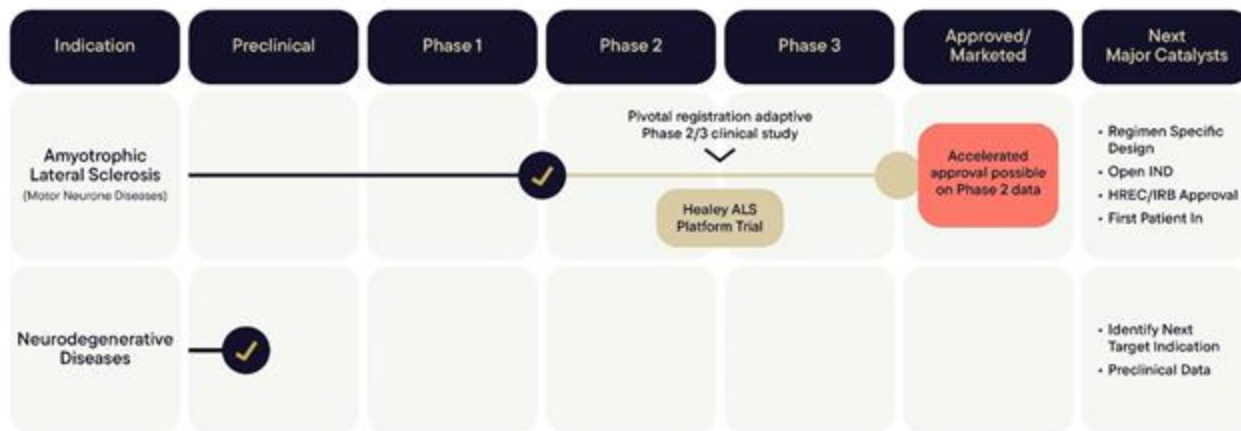 Indication
Preclinical
Phase 1
Phase 2
Phase 3
Approved/
Marketed
Next
Major Catalysts
Amyotrophic
Lateral Sclerosis
(Motor Neurone Diseases)
Pivotal registration adaptive
Phase 2/3 clinical study
Healey ALS
Platform Trial
Accelerated
approval possible
on Phase 2 data
• Regimen Specific
Design
• Open IND
• HREC/IRB Approval
• First Patient In
Neurodegenerative
Diseases
• Identify Next
Target Indication
• Preclinical Data